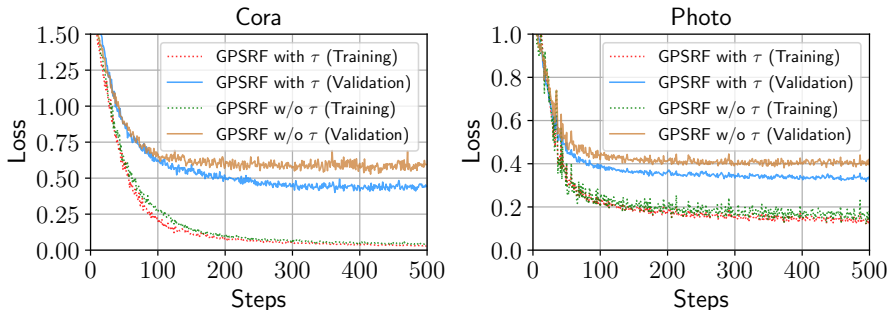 Cora
Loss
1.50
1.25
1.00
0.75
0.50
0.25
0.00
GPSRF with τ (Training)
GPSRF with τ (Validation)
GPSRF w/o τ (Training)
GPSRF w/o τ (Validation)
0 100 200 300 400 500
Steps
Photo
Loss
1.0
0.8
0.6
0.4
0.2
0.0
GPSRF with τ (Training)
GPSRF with τ (Validation)
GPSRF w/o τ (Training)
GPSRF w/o τ (Validation)
0 100 200 300 400 500
Steps